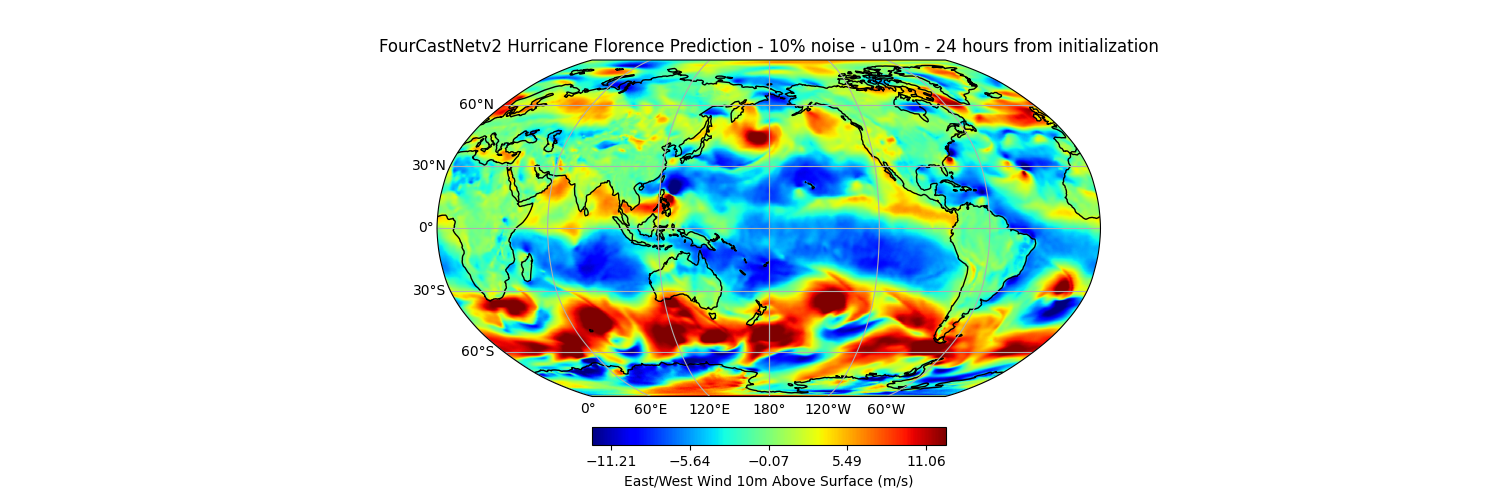 FourCastNetv2 Hurricane Florence Prediction - 10% noise - u10m - 24 hours from initialization
60°N
30°N
0°
30°S
60°S
0° 60°E 120°E 180° 120°W 60°W
−11.21 −5.64 −0.07 5.49 11.06
East/West Wind 10m Above Surface (m/s)